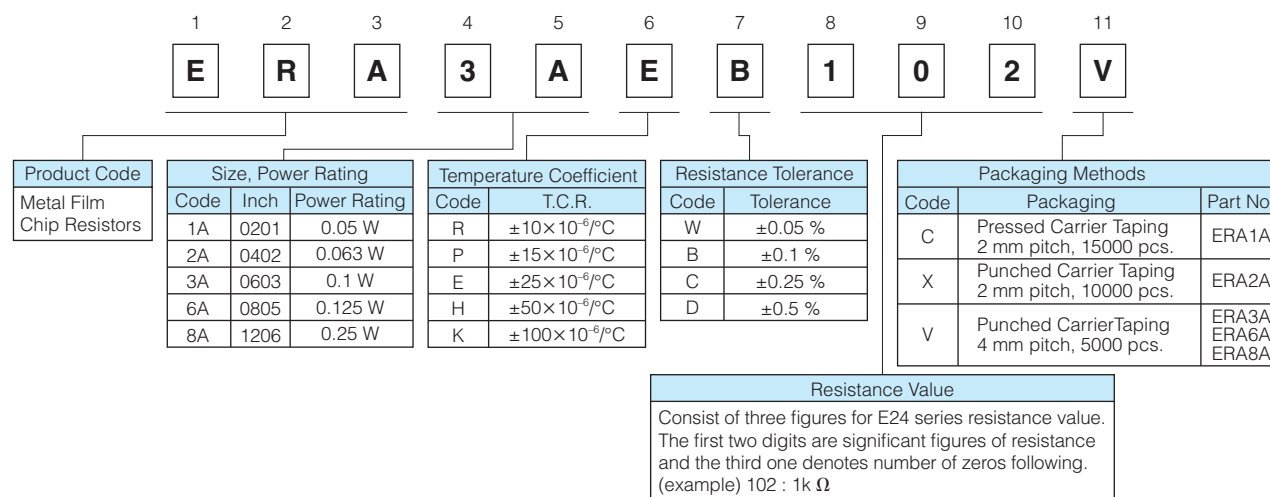 1 2 3 4 5 6 7 8 9 10 11
E R A 3 A E B 1 0 2 V
Product Code
Metal Film
Chip Resistors
Size, Power Rating
Code Inch Power Rating
1A 0201 0.05 W
2A 0402 0.063 W
3A 0603 0.1 W
6A 0805 0.125 W
8A 1206 0.25 W
Temperature Coefficient
Code T.C.R.
R ±10×10⁻⁶/°C
P ±15×10⁻⁶/°C
E ±25×10⁻⁶/°C
H ±50×10⁻⁶/°C
K ±100×10⁻⁶/°C
Resistance Tolerance
Code Tolerance
W ±0.05 %
B ±0.1 %
C ±0.25 %
D ±0.5 %
Packaging Methods
Code Packaging Part No
C Pressed Carrier Taping
2 mm pitch, 15000 pcs. ERA1A
X Punched Carrier Taping
2 mm pitch, 10000 pcs. ERA2A
V Punched CarrierTaping
4 mm pitch, 5000 pcs. ERA3A
ERA6A
ERA8A
Resistance Value
Consist of three figures for E24 series resistance value.
The first two digits are significant figures of resistance
and the third one denotes number of zeros following.
(example) 102 : 1k Ω